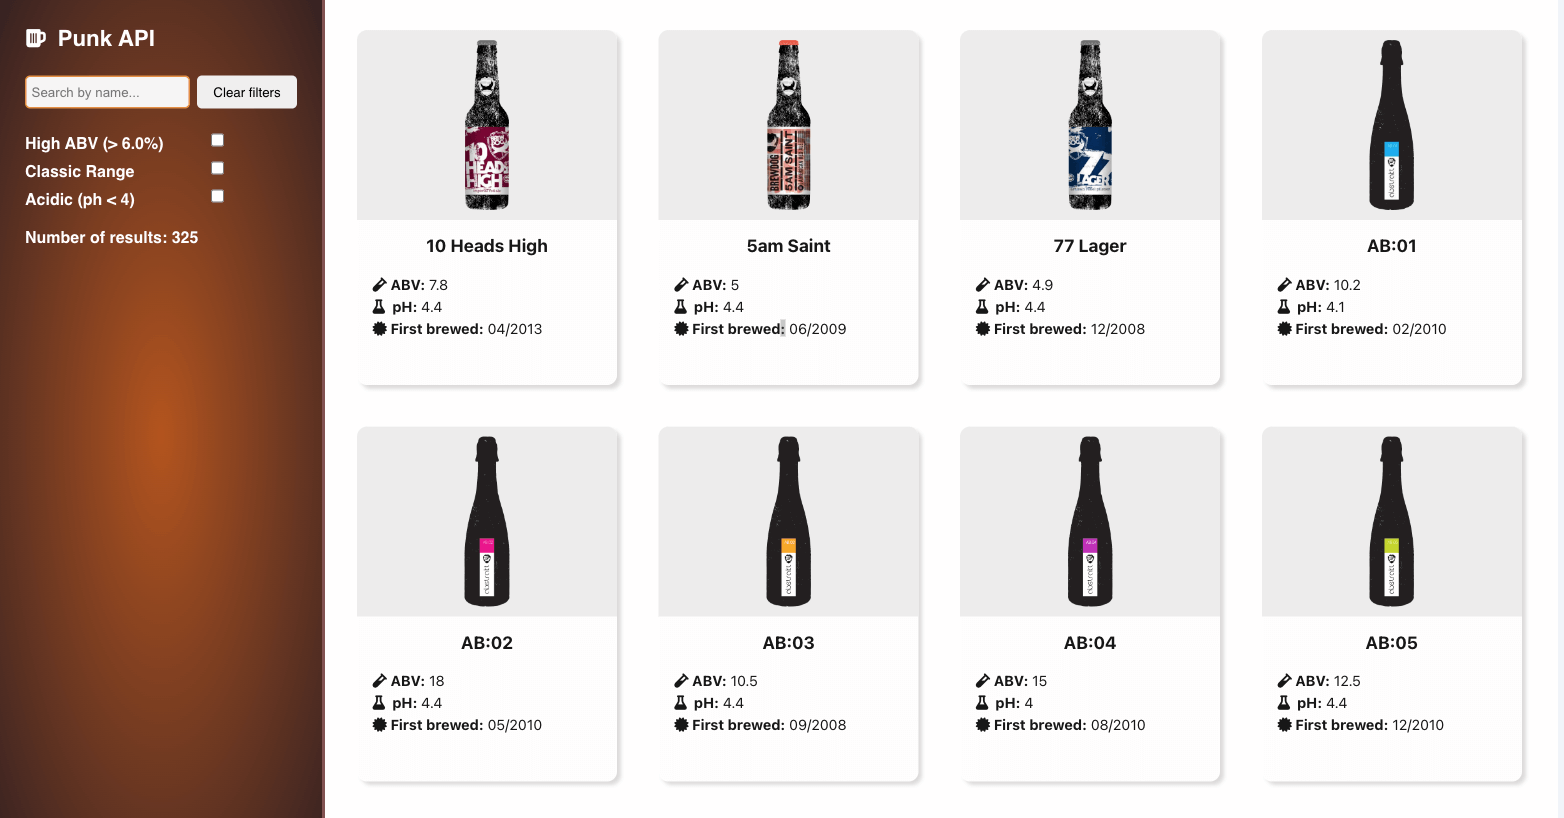 Punk API
Search by name...
Clear filters
High ABV (> 6.0%)
Classic Range
Acidic (ph < 4)
Number of results: 325
10 HEADS HIGH
BREWDOG
5AM SAINT
77 LAGER
10 Heads High
5am Saint
77 Lager
AB:01
ABV: 7.8
pH: 4.4
First brewed: 04/2013
ABV: 5
pH: 4.4
First brewed: 06/2009
ABV: 4.9
pH: 4.4
First brewed: 12/2008
ABV: 10.2
pH: 4.1
First brewed: 02/2010
AB:02
AB:03
AB:04
AB:05
ABV: 18
pH: 4.4
First brewed: 05/2010
ABV: 10.5
pH: 4.4
First brewed: 09/2008
ABV: 15
pH: 4
First brewed: 08/2010
ABV: 12.5
pH: 4.4
First brewed: 12/2010